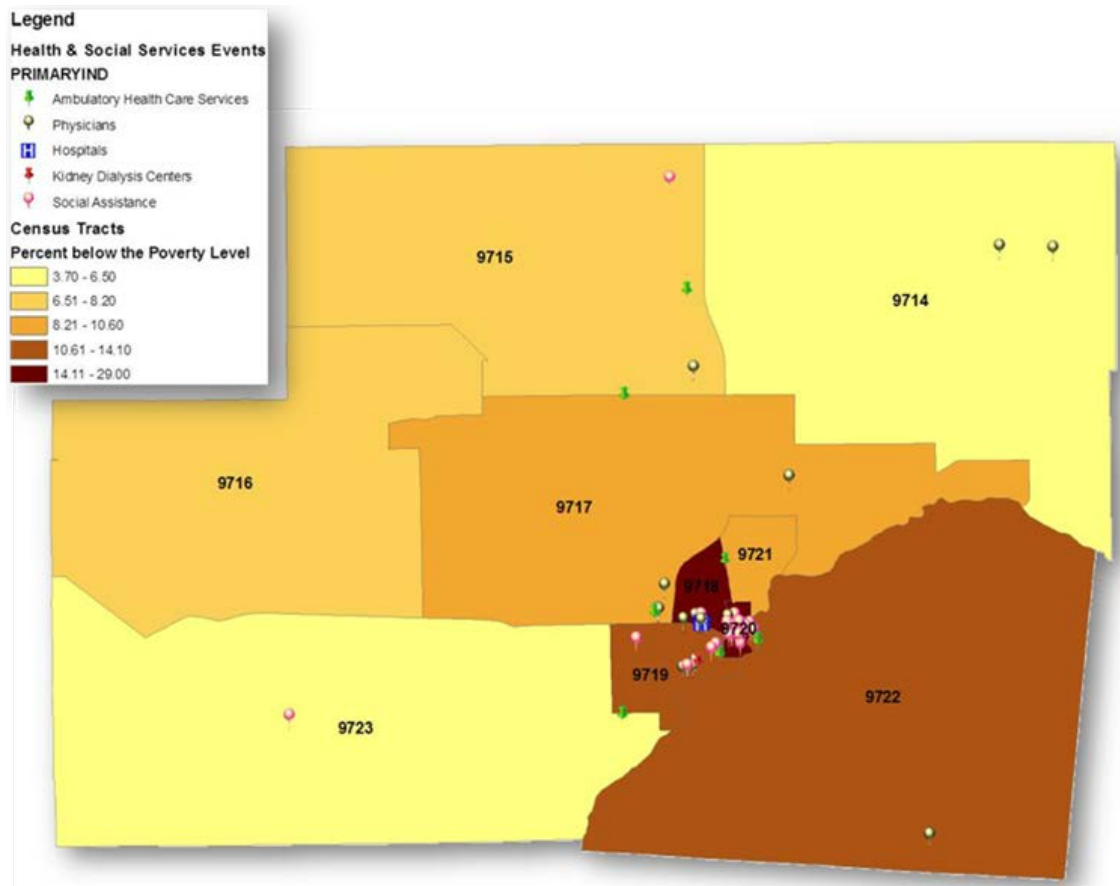 Legend
Health & Social Services Events
PRIMARYIND
Ambulatory Health Care Services
Physicians
H Hospitals
Kidney Dialysis Centers
Social Assistance
Census Tracts
Percent below the Poverty Level
3.70 - 6.50
6.51 - 8.20
8.21 - 10.60
10.61 - 14.10
14.11 - 29.00
9715
9714
9716
9717
9721
9718
H
9720
9719
9722
9723